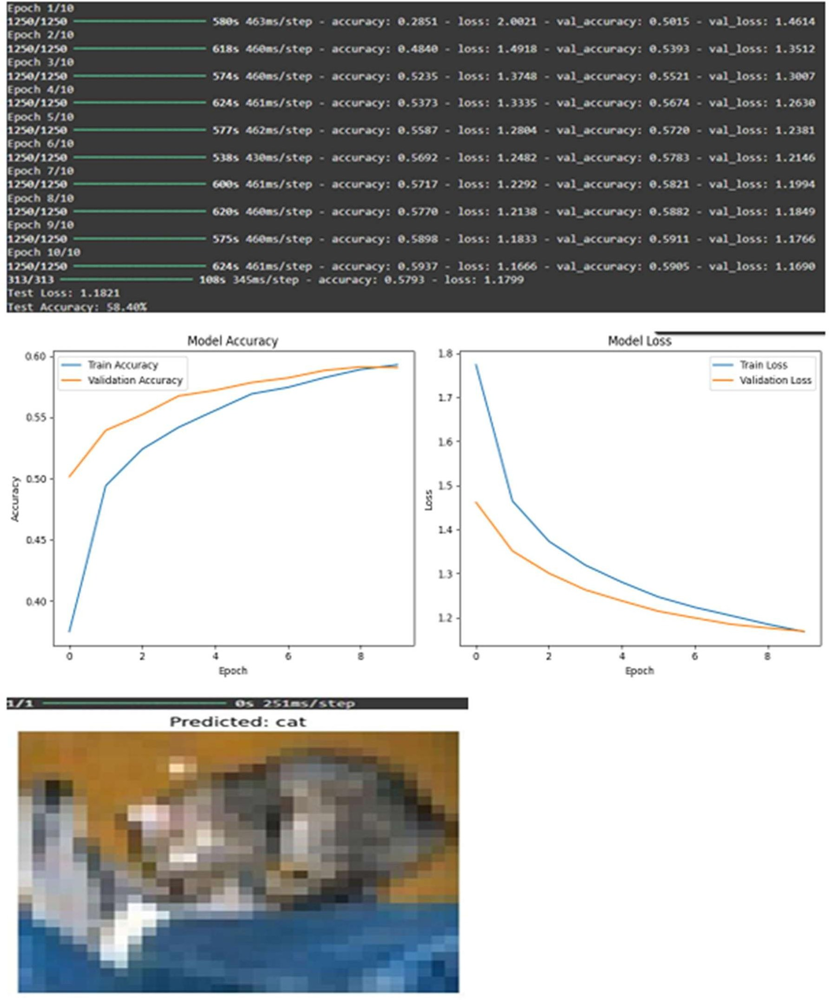 Epoch 1/10
1250/1250 580s 463ms/step - accuracy: 0.2851 - loss: 2.0021 - val_accuracy: 0.5015 - val_loss: 1.4614
Epoch 2/10
1250/1250 618s 460ms/step - accuracy: 0.4840 - loss: 1.4918 - val_accuracy: 0.5393 - val_loss: 1.3512
Epoch 3/10
1250/1250 574s 460ms/step - accuracy: 0.5235 - loss: 1.3748 - val_accuracy: 0.5521 - val_loss: 1.3007
Epoch 4/10
1250/1250 624s 461ms/step - accuracy: 0.5373 - loss: 1.3335 - val_accuracy: 0.5674 - val_loss: 1.2630
Epoch 5/10
1250/1250 577s 462ms/step - accuracy: 0.5587 - loss: 1.2804 - val_accuracy: 0.5720 - val_loss: 1.2381
Epoch 6/10
1250/1250 538s 430ms/step - accuracy: 0.5692 - loss: 1.2482 - val_accuracy: 0.5783 - val_loss: 1.2146
Epoch 7/10
1250/1250 600s 461ms/step - accuracy: 0.5717 - loss: 1.2292 - val_accuracy: 0.5821 - val_loss: 1.1994
Epoch 8/10
1250/1250 620s 460ms/step - accuracy: 0.5770 - loss: 1.2138 - val_accuracy: 0.5882 - val_loss: 1.1849
Epoch 9/10
1250/1250 575s 460ms/step - accuracy: 0.5898 - loss: 1.1833 - val_accuracy: 0.5911 - val_loss: 1.1766
Epoch 10/10
1250/1250 624s 461ms/step - accuracy: 0.5937 - loss: 1.1666 - val_accuracy: 0.5905 - val_loss: 1.1690
313/313 108s 345ms/step - accuracy: 0.5793 - loss: 1.1799
Test Loss: 1.1821
Test Accuracy: 58.40%
Model Accuracy
Train Accuracy
Validation Accuracy
0.60
0.55
0.50
0.45
0.40
Accuracy
0 2 4 6 8
Epoch
Model Loss
Train Loss
Validation Loss
1.8
1.7
1.6
1.5
1.4
1.3
1.2
Loss
0 2 4 6 8
Epoch
1/1 0s 251ms/step
Predicted: cat